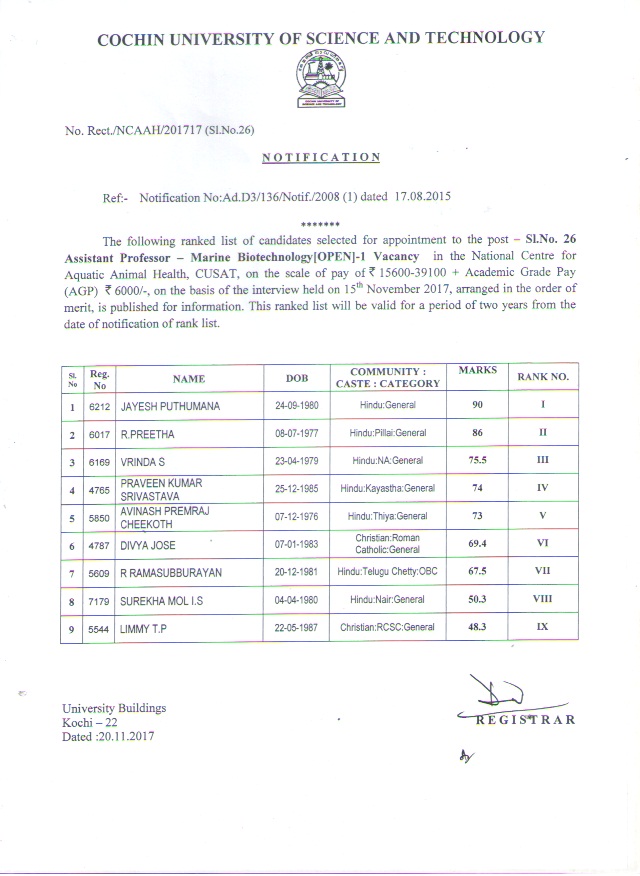 COCHIN UNIVERSITY OF SCIENCE AND TECHNOLOGY
COCHIN UNIVERSITY OF
SCIENCE AND TECHNOLOGY
No. Rect./NCAAH/201717 (Sl.No.26)
NOTIFICATION
Ref:- Notification No:Ad.D3/136/Notif./2008 (1) dated 17.08.2015
*******
The following ranked list of candidates selected for appointment to the post – Sl.No. 26
Assistant Professor – Marine Biotechnology[OPEN]-1 Vacancy in the National Centre for
Aquatic Animal Health, CUSAT, on the scale of pay of ₹ 15600-39100 + Academic Grade Pay
(AGP) ₹ 6000/-, on the basis of the interview held on 15th November 2017, arranged in the order of
merit, is published for information. This ranked list will be valid for a period of two years from the
date of notification of rank list.
Sl. No Reg. No NAME DOB COMMUNITY : CASTE : CATEGORY MARKS RANK NO.
1 6212 JAYESH PUTHUMANA 24-09-1980 Hindu:General 90 I
2 6017 R.PREETHA 08-07-1977 Hindu:Pillai:General 86 II
3 6169 VRINDA S 23-04-1979 Hindu:NA:General 75.5 III
4 4765 PRAVEEN KUMAR SRIVASTAVA 25-12-1985 Hindu:Kayastha:General 74 IV
5 5850 AVINASH PREMRAJ CHEEKOTH 07-12-1976 Hindu:Thiya:General 73 V
6 4787 DIVYA JOSE 07-01-1983 Christian:Roman Catholic:General 69.4 VI
7 5609 R RAMASUBBURAYAN 20-12-1981 Hindu:Telugu Chetty:OBC 67.5 VII
8 7179 SUREKHA MOL I.S 04-04-1980 Hindu:Nair:General 50.3 VIII
9 5544 LIMMY T.P 22-05-1987 Christian:RCSC:General 48.3 IX
University Buildings
Kochi – 22
Dated :20.11.2017
REGISTRAR